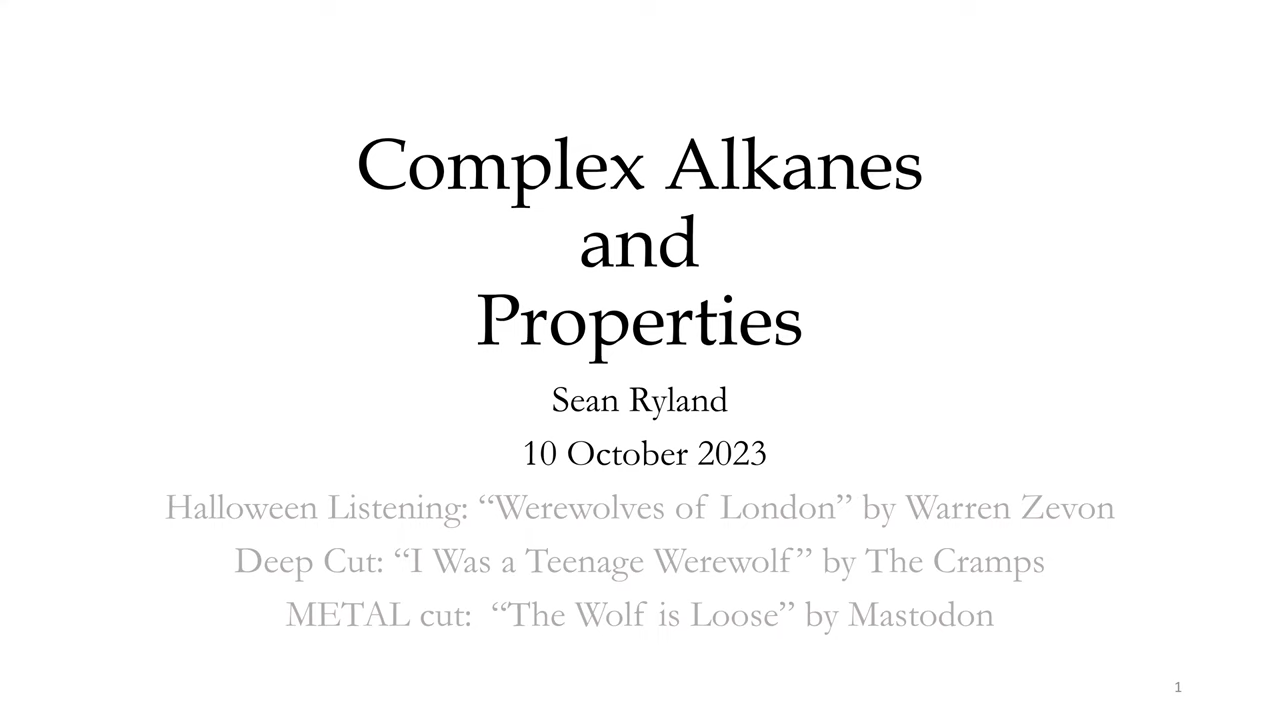 Complex Alkanes
and
Properties
Sean Ryland
10 October 2023
Halloween Listening: “Werewolves of London” by Warren Zevon
Deep Cut: “I Was a Teenage Werewolf” by The Cramps
METAL cut:  “The Wolf is Loose” by Mastodon
1